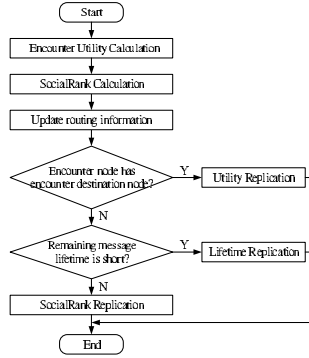 Start
Encounter Utility Calculation
SocialRank Calculation
Update routing information
Encounter node has
encounter destination node?
Y
Utility Replication
N
Remaining message
lifetime is short?
Y
Lifetime Replication
N
SocialRank Replication
End